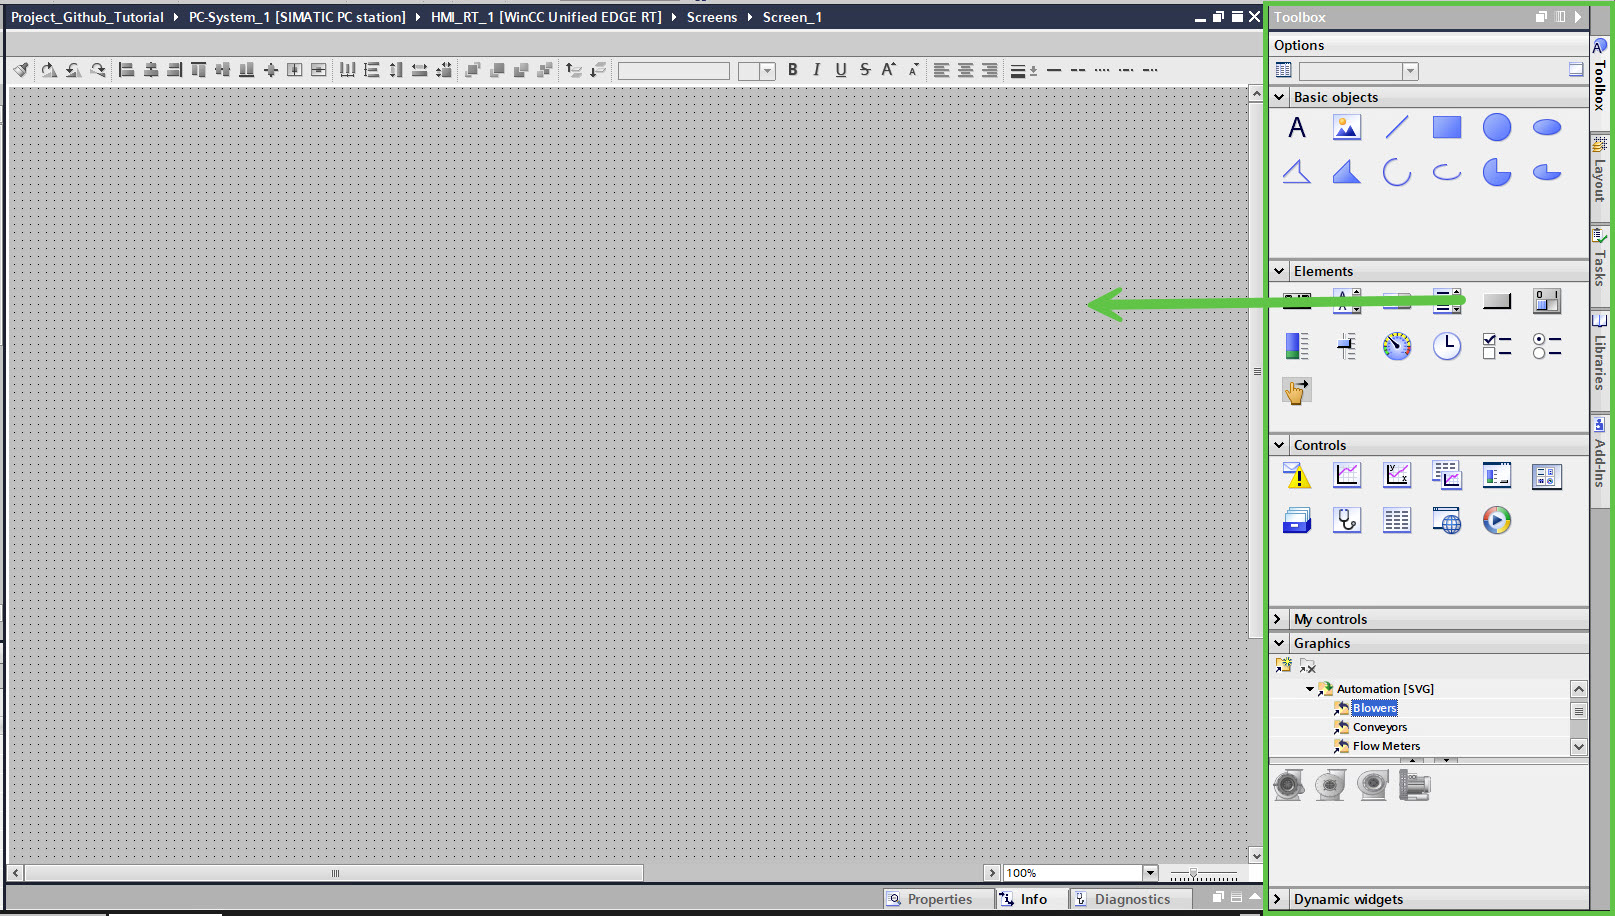 Project_Github_Tutorial ▸ PC-System_1 [SIMATIC PC station] ▸ HMI_RT_1 [WinCC Unified EDGE RT] ▸ Screens ▸ Screen_1
Toolbox
Options
B I U S A A
Basic objects
A
Elements
Controls
My controls
Graphics
Automation [SVG]
Blowers
Conveyors
Flow Meters
Dynamic widgets
100%
Properties
Info
Diagnostics
Toolbox
Layout
Tasks
Libraries
Add-Ins